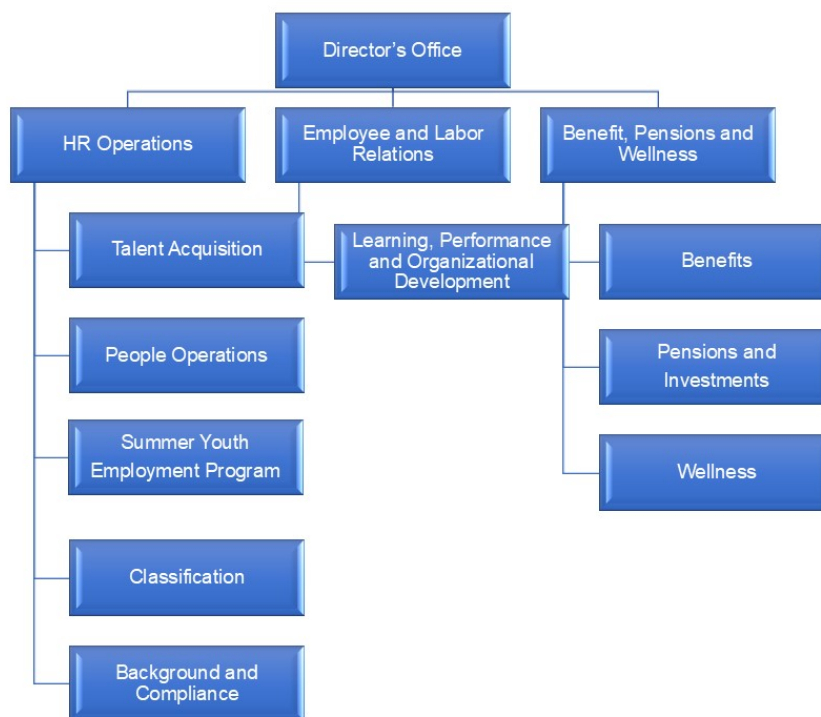 Director's Office
HR Operations
Employee and Labor
Relations
Benefit, Pensions and
Wellness
Talent Acquisition
Learning, Performance
and Organizational
Development
Benefits
People Operations
Pensions and
Investments
Summer Youth
Employment Program
Wellness
Classification
Background and
Compliance